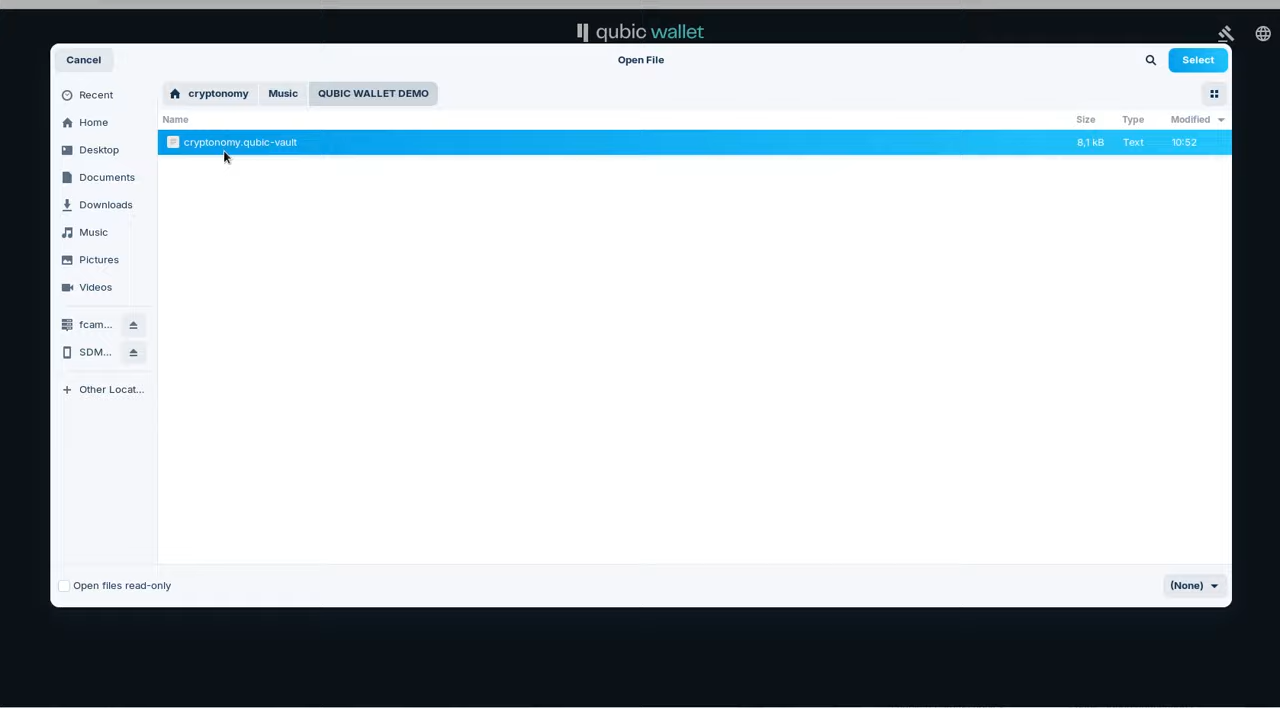 qubic wallet
Cancel
Open File
Select
cryptonomy
Music
QUBIC WALLET DEMO
Recent
Home
Desktop
Documents
Downloads
Music
Pictures
Videos
fcam...
SDM...
Other Locat...
Name
Size
Type
Modified
cryptonomy.qubic-vault
8,1 kB
Text
10:52
Open files read-only
(None)